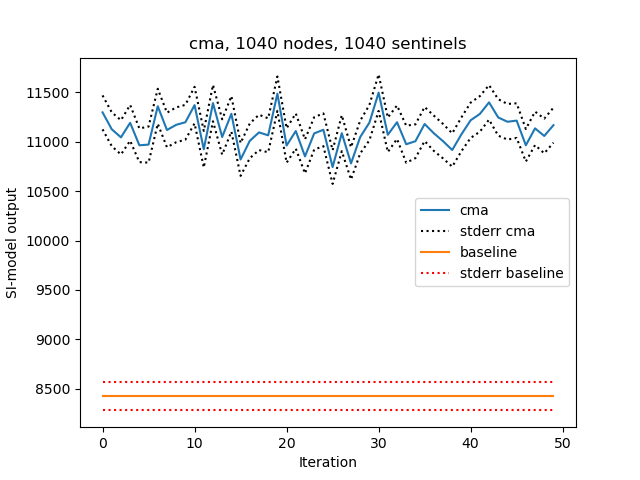 cma, 1040 nodes, 1040 sentinels
SI-model output
11500
11000
10500
10000
9500
9000
8500
cma
stderr cma
baseline
stderr baseline
0 10 20 30 40 50
Iteration